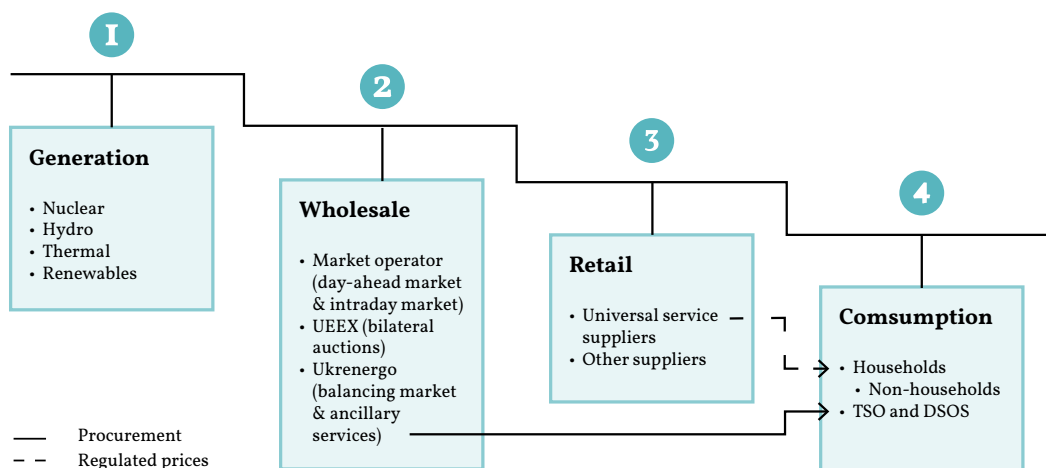 1
Generation
• Nuclear
• Hydro
• Thermal
• Renewables
2
Wholesale
• Market operator
(day-ahead market
& intraday market)
• UEEX (bilateral
auctions)
• Ukrenergo
(balancing market
& ancillary
services)
3
Retail
• Universal service
suppliers
• Other suppliers
4
Comsumption
• Households
• Non-households
• TSO and DSOS
Procurement
Regulated prices